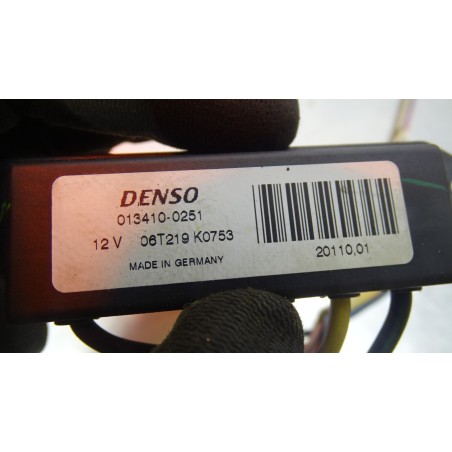 DENSO
013410-0251
12 V 06T219 K0753
MADE IN GERMANY
20110,01